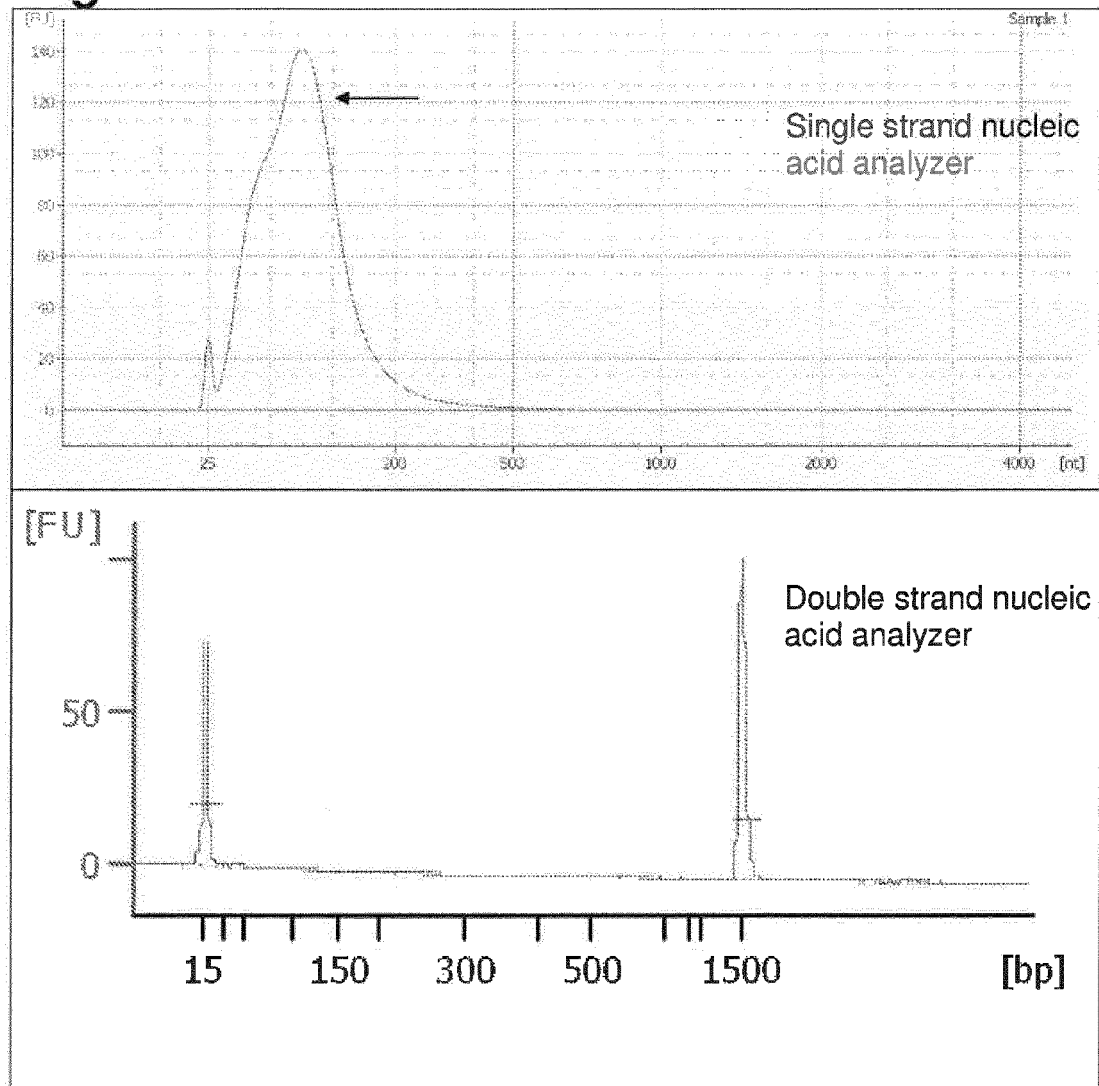 [FU]
Sample 1
140
120
Single strand nucleic
100
acid analyzer
80
60
40
20
0
25 200 500 1000 2000 4000 [nt]
[FU]
Double strand nucleic
acid analyzer
50
0
15 150 300 500 1500 [bp]